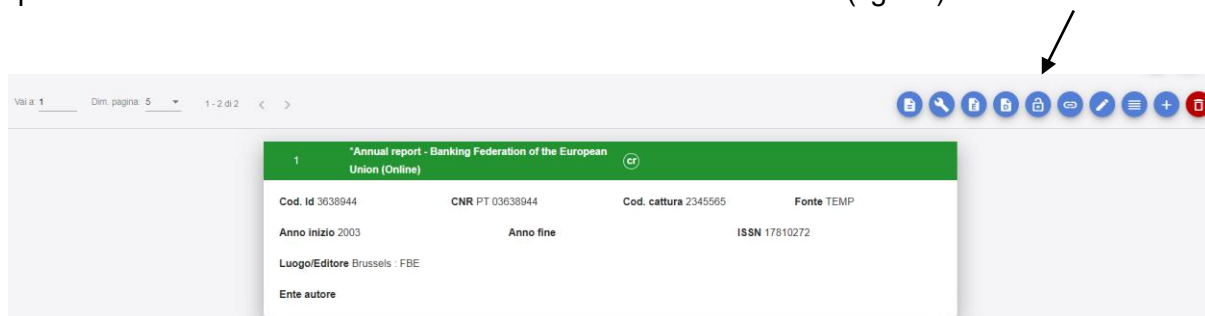 Vai a: 1 Dim. pagina: 5 1 - 2 di 2
1 *Annual report - Banking Federation of the European
Union (Online) cr
Cod. Id 3638944 CNR PT 03638944 Cod. cattura 2345565 Fonte TEMP
Anno inizio 2003 Anno fine ISSN 17810272
Luogo/Editore Brussels : FBE
Ente autore